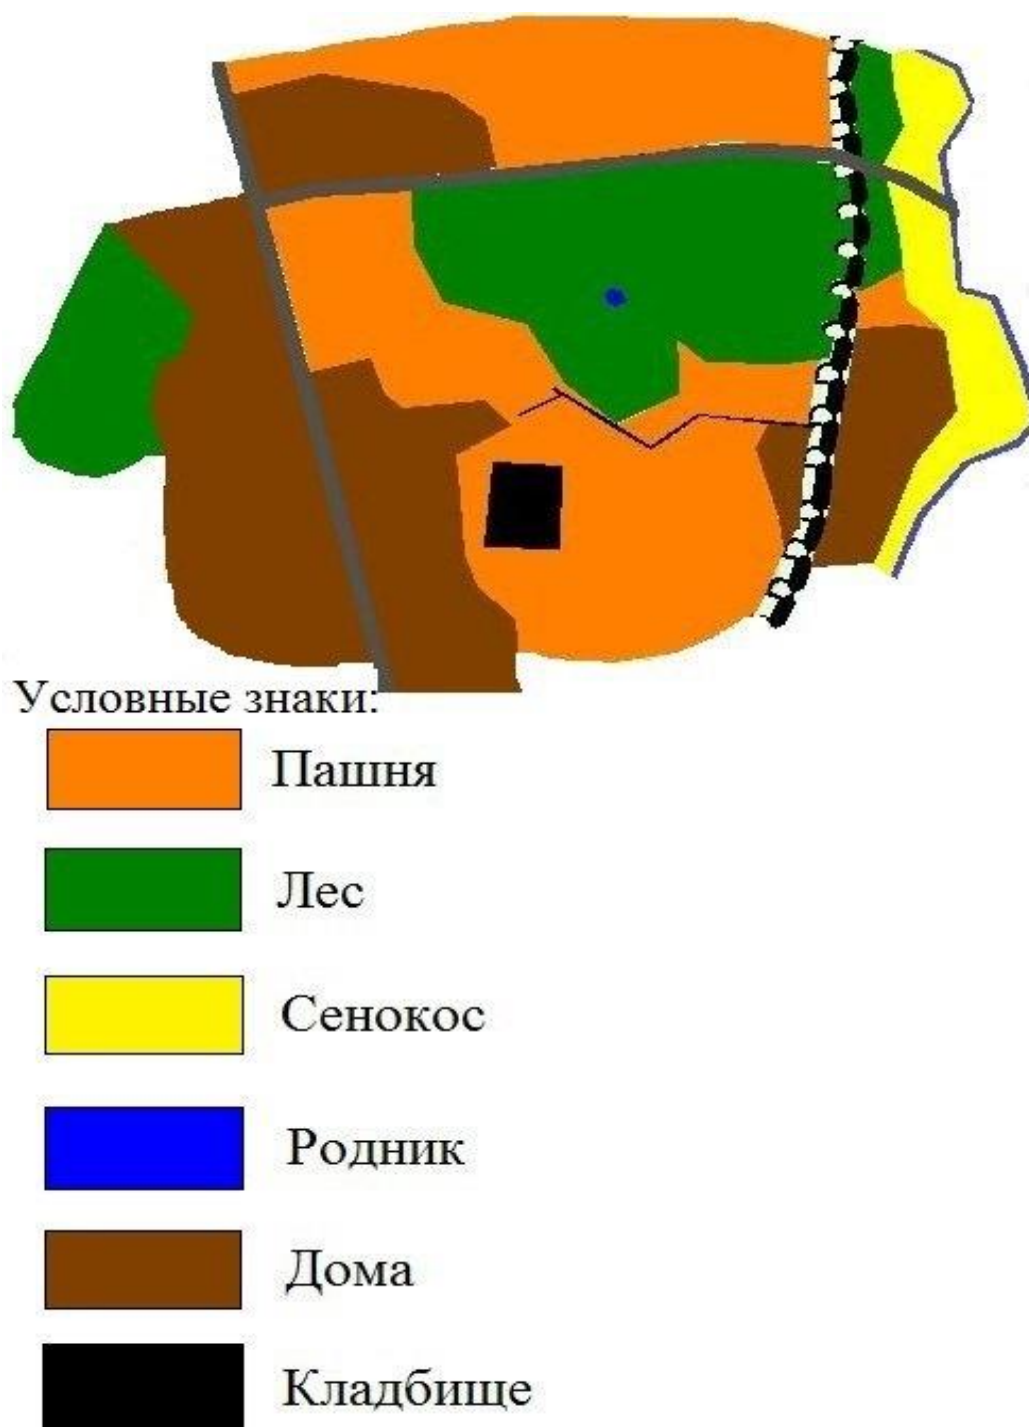 Условные знаки:
Пашня
Лес
Сенокос
Родник
Дома
Кладбище